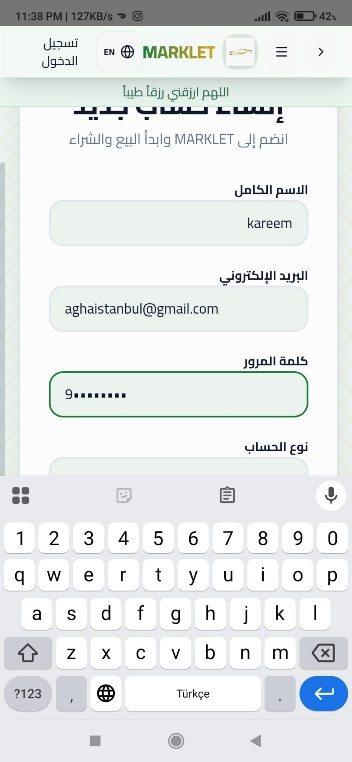 11:38 PM | 127KB/s
42%
تسجيل الدخول
EN
MARKLET
اللهم ارزقني رزقاً طيباً
إنشاء حساب جديد
انضم إلى MARKLET وابدأ البيع والشراء
الاسم الكامل
kareem
البريد الإلكتروني
aghaistanbul@gmail.com
كلمة المرور
9••••••••
نوع الحساب
1 2 3 4 5 6 7 8 9 0
q w e r t y u i o p
a s d f g h j k l
z x c v b n m
?123 , Türkçe .